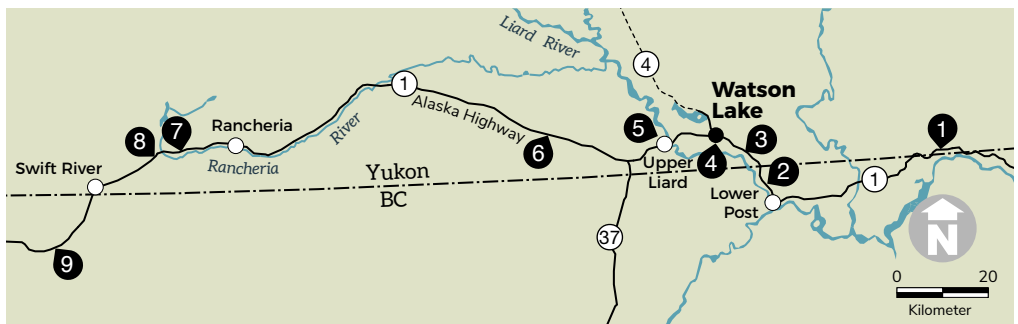 Liard River
4
1
Watson
Lake
Alaska Highway
River
Rancheria
5
3
1
8
7
6
Upper
Liard
4
2
Swift River
Rancheria
Yukon
BC
Lower
Post
1
37
N
9
0 20
Kilometer